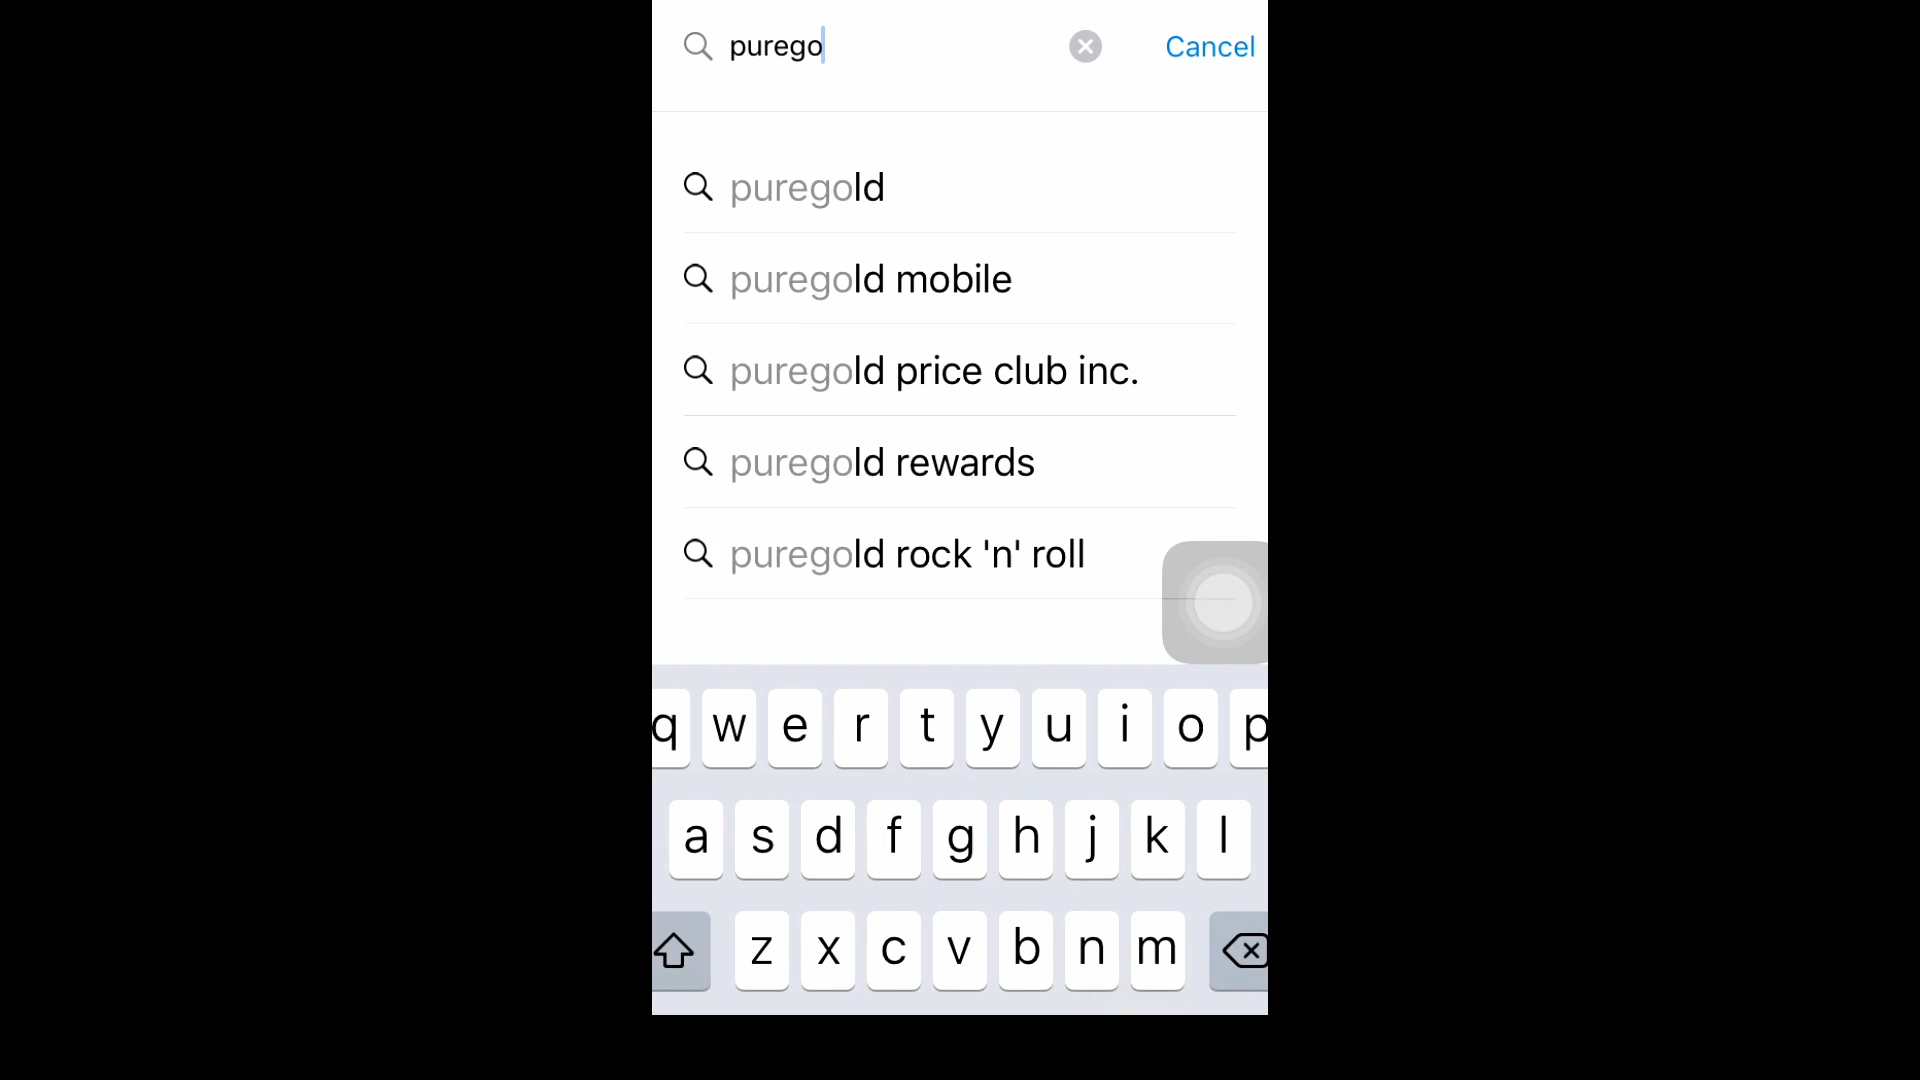 purego Cancel
puregold
puregold mobile
puregold price club inc.
puregold rewards
puregold rock 'n' roll
q w e r t y u i o p
a s d f g h j k l
z x c v b n m